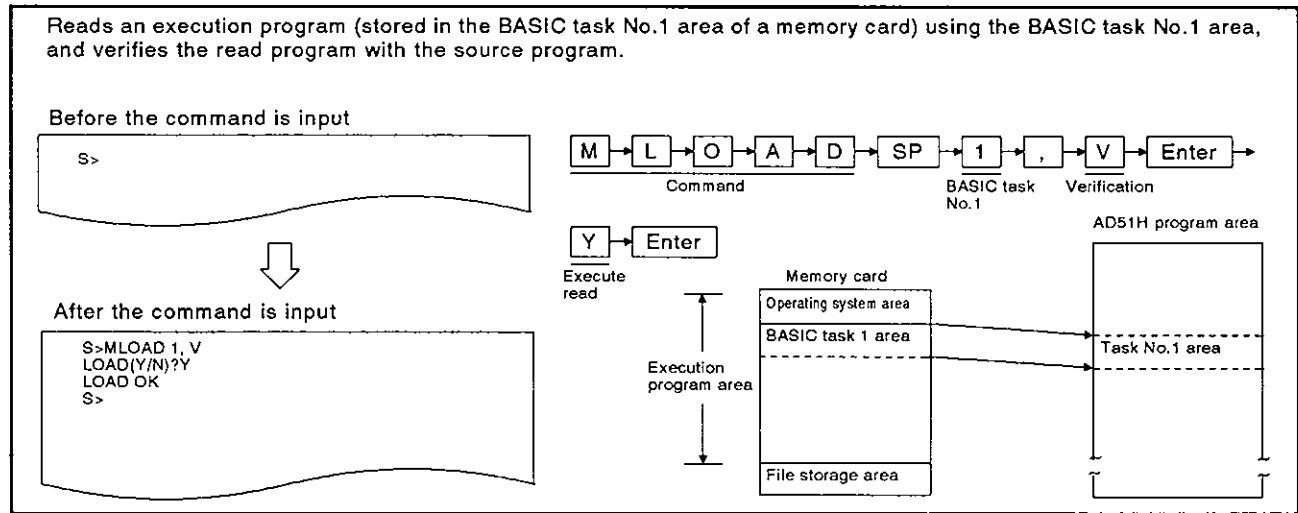 Reads an execution program (stored in the BASIC task No.1 area of a memory card) using the BASIC task No.1 area,
and verifies the read program with the source program.
Before the command is input
S>
After the command is input
S>MLOAD 1, V
LOAD(Y/N)?Y
LOAD OK
S>
M L O A D SP 1 , V Enter
Command
BASIC task
No.1
Verification
Y Enter
Execute
read
Memory card
Operating system area
BASIC task 1 area
Execution
program area
File storage area
AD51H program area
Task No.1 area